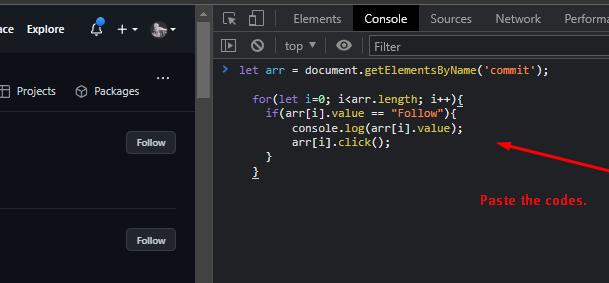 ace Explore
Projects Packages
Follow
Follow
Elements Console Sources Network Performa
top Filter
let arr = document.getElementsByName('commit');
for(let i=0; i<arr.length; i++){
if(arr[i].value == "Follow"){
console.log(arr[i].value);
arr[i].click();
}
}
Paste the codes.